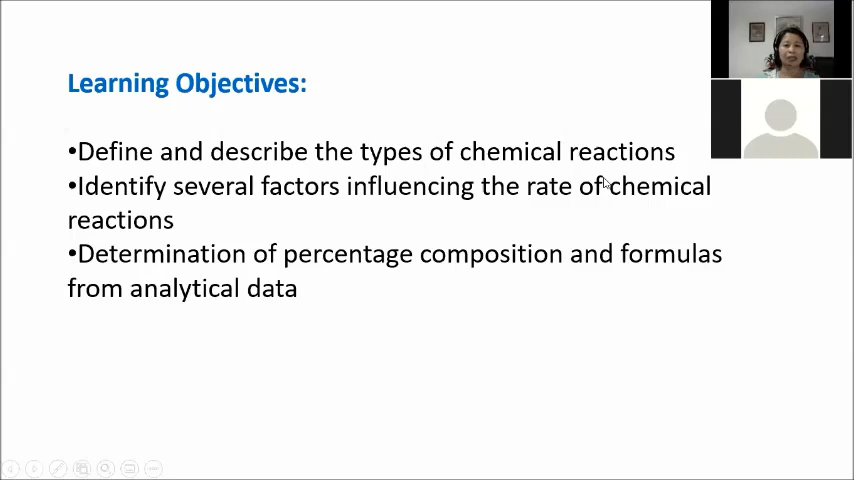 Learning Objectives:
•Define and describe the types of chemical reactions
•Identify several factors influencing the rate of chemical
reactions
•Determination of percentage composition and formulas
from analytical data